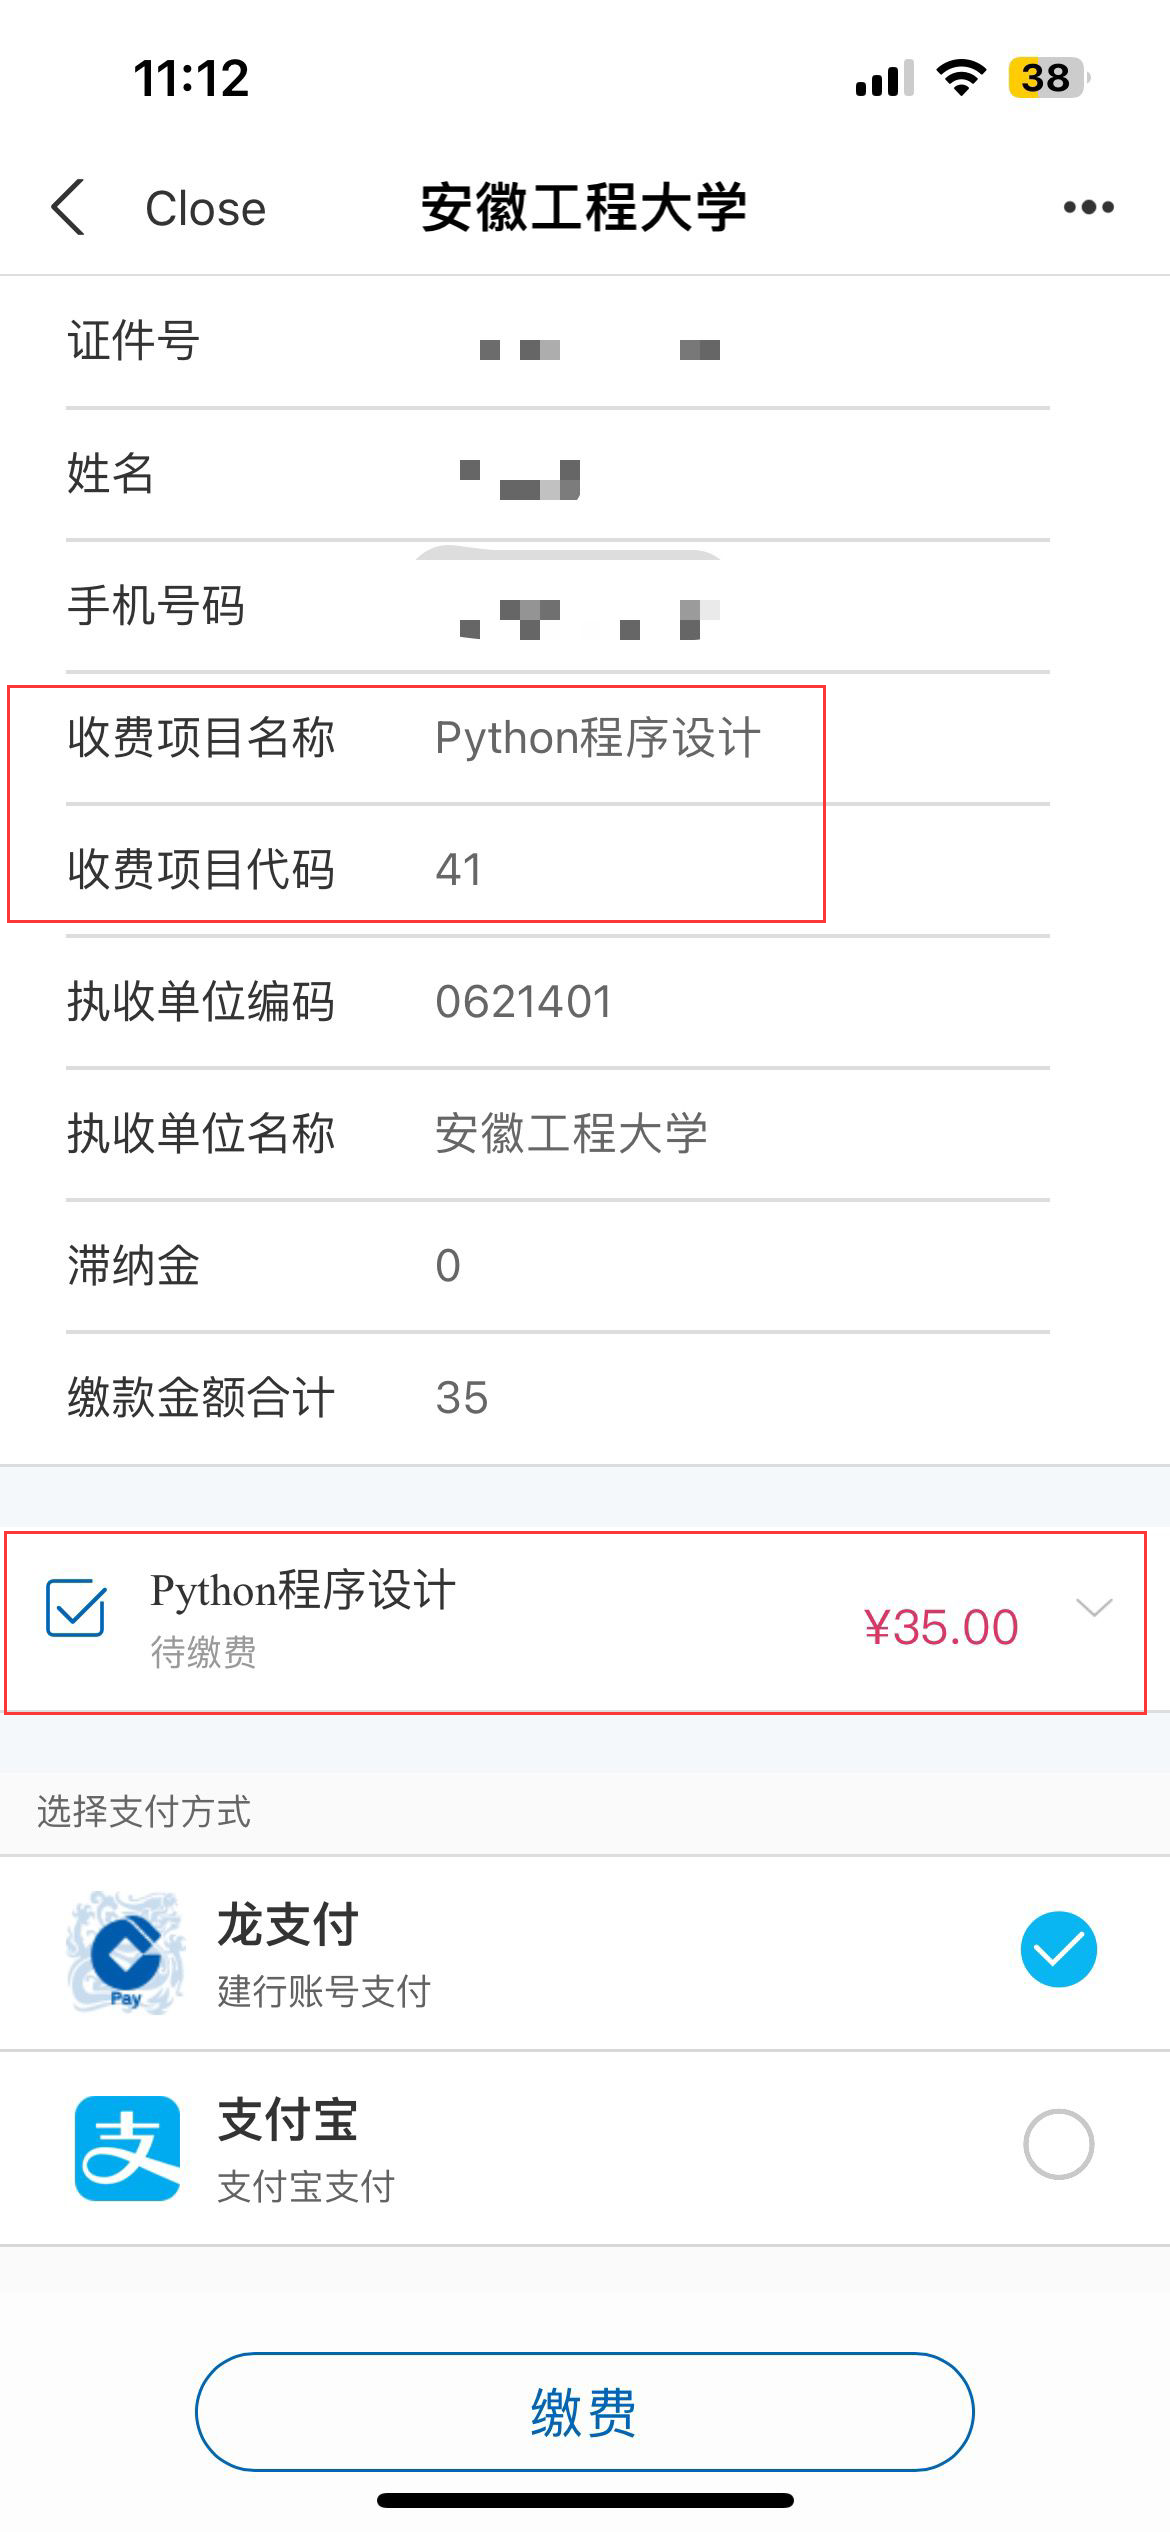 11:12
38
Close 安徽工程大学
证件号
姓名
手机号码
收费项目名称 Python程序设计
收费项目代码 41
执收单位编码 0621401
执收单位名称 安徽工程大学
滞纳金 0
缴款金额合计 35
Python程序设计
待缴费
¥35.00
选择支付方式
龙支付
建行账号支付
Pay
支付宝
支付宝支付
支
缴费